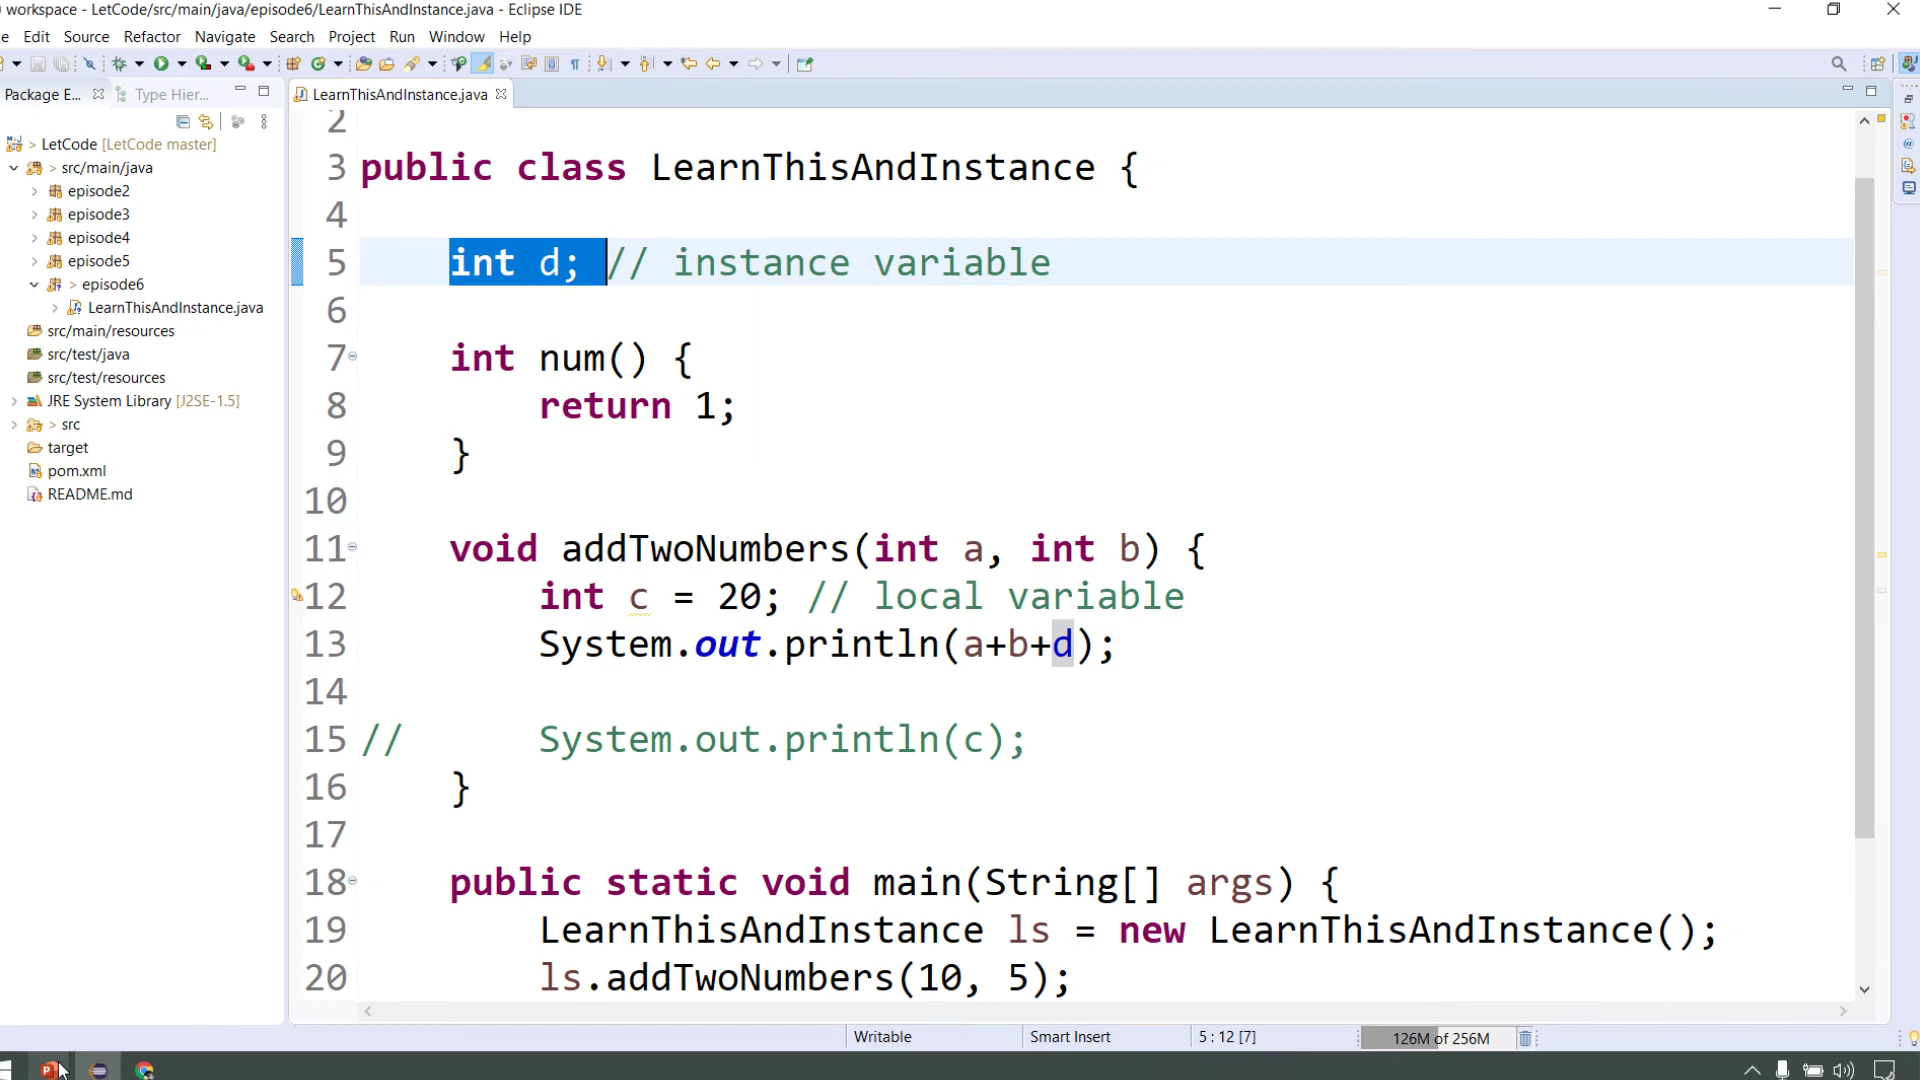 workspace - LetCode/src/main/java/episode6/LearnThisAndInstance.java - Eclipse IDE
e Edit Source Refactor Navigate Search Project Run Window Help
Package E... Type Hier...
LearnThisAndInstance.java
> LetCode [LetCode master]
> src/main/java
episode2
episode3
episode4
episode5
> episode6
LearnThisAndInstance.java
src/main/resources
src/test/java
src/test/resources
JRE System Library [J2SE-1.5]
> src
target
pom.xml
README.md
2
3 public class LearnThisAndInstance {
4
5 int d; // instance variable
6
7 int num() {
8 return 1;
9 }
10
11 void addTwoNumbers(int a, int b) {
12 int c = 20; // local variable
13 System.out.println(a+b+d);
14
15 // System.out.println(c);
16 }
17
18 public static void main(String[] args) {
19 LearnThisAndInstance ls = new LearnThisAndInstance();
20 ls.addTwoNumbers(10, 5);
Writable Smart Insert 5 : 12 [7] 126M of 256M